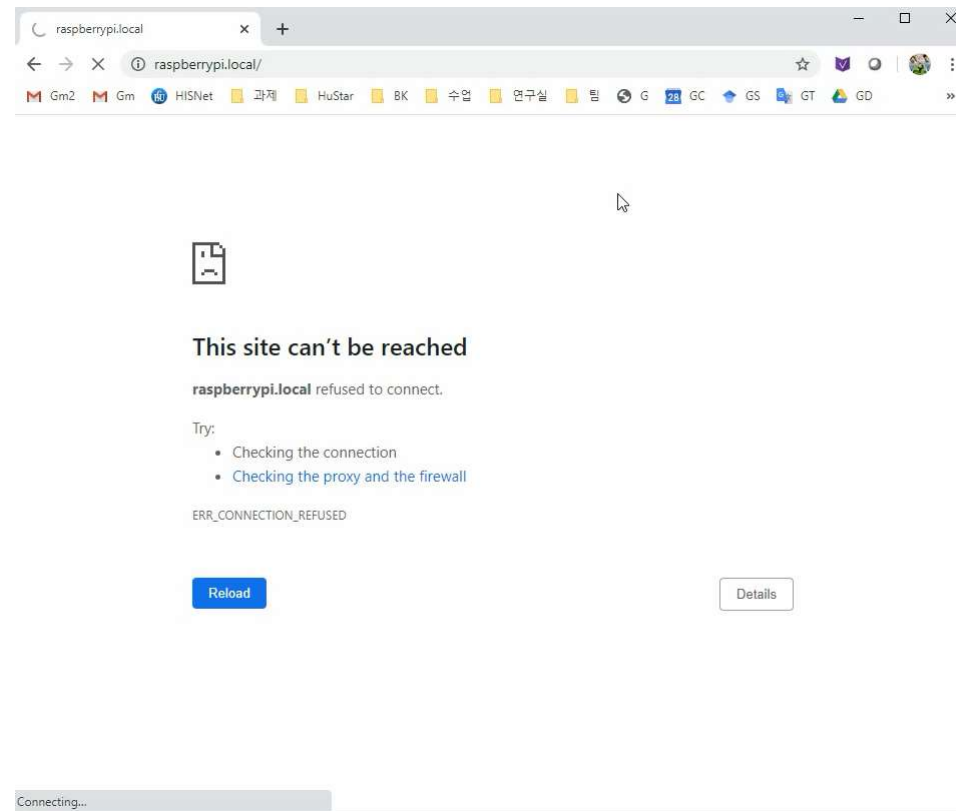 raspberrypi.local
raspberrypi.local/
Gm2 Gm HISNet 과제 HuStar BK 수업 연구실 팀 G 28 GC GS GT GD »
This site can't be reached
raspberrypi.local refused to connect.
Try:
• Checking the connection
• Checking the proxy and the firewall
ERR_CONNECTION_REFUSED
Reload Details
Connecting...